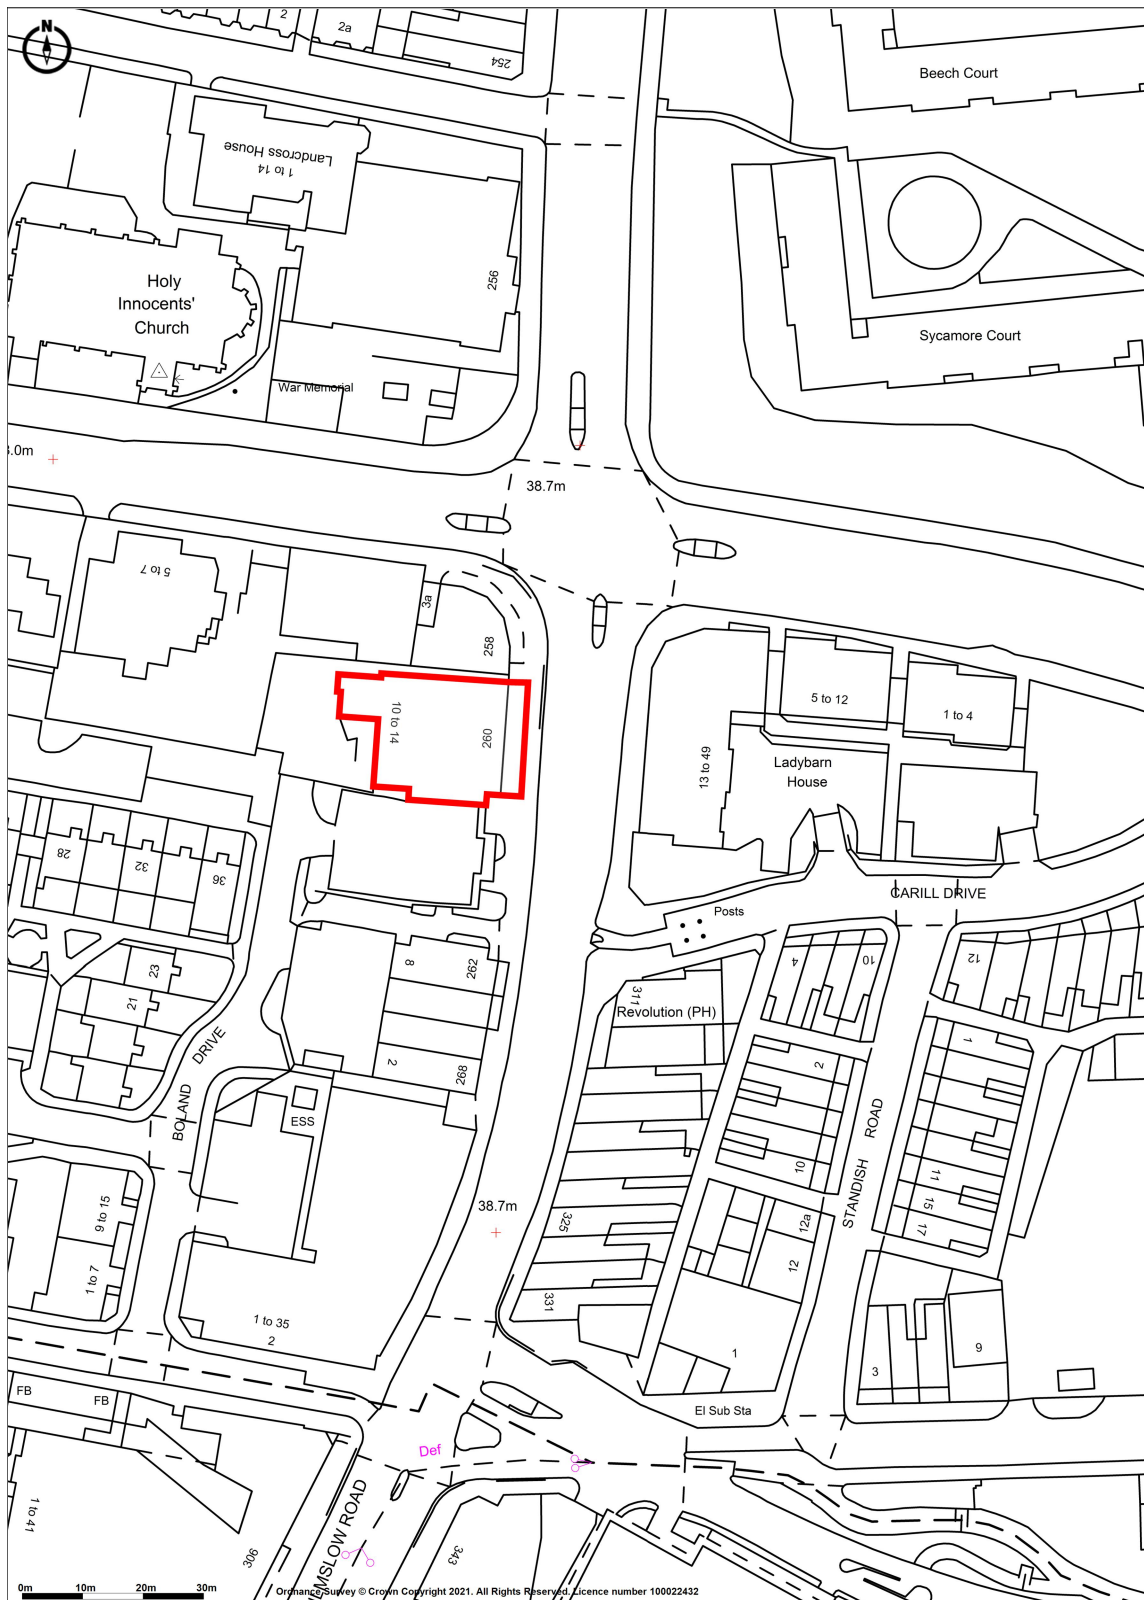 N
2
2a
254
Beech Court
Landcross House
1 to 14
256
Holy
Innocents'
Church
War Memorial
Sycamore Court
3.0m
38.7m
5 to 7
3a
258
10 to 14
260
5 to 12
1 to 4
13 to 49
Ladybarn
House
28
32
36
CARILL DRIVE
Posts
23
21
8
262
4
10
12
311
Revolution (PH)
BOLAND DRIVE
2
268
2
1
ESS
STANDISH ROAD
10
11
15
17
9 to 15
1 to 7
38.7m
325
12a
12
331
1 to 35
2
1
3
9
FB
FB
El Sub Sta
Def
1 to 41
306
MSLOW ROAD
343
0m 10m 20m 30m
Ordnance Survey © Crown Copyright 2021. All Rights Reserved. Licence number 100022432